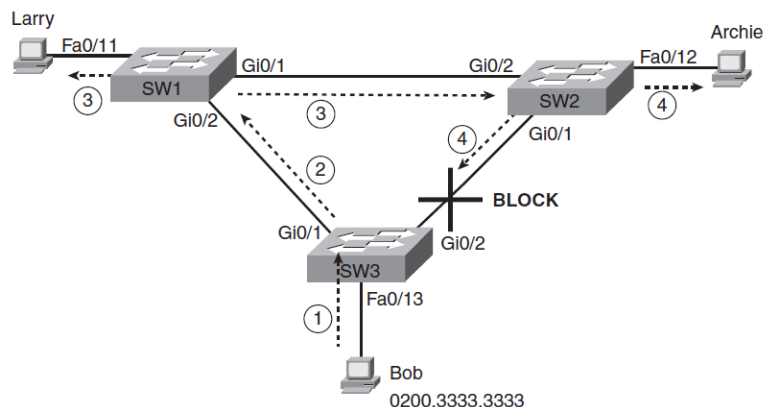 Larry
Archie
Fa0/11
Gi0/1
Gi0/2
Fa0/12
SW1
SW2
3
3
4
Gi0/2
4
Gi0/1
2
BLOCK
Gi0/1
Gi0/2
SW3
1
Fa0/13
Bob
0200.3333.3333